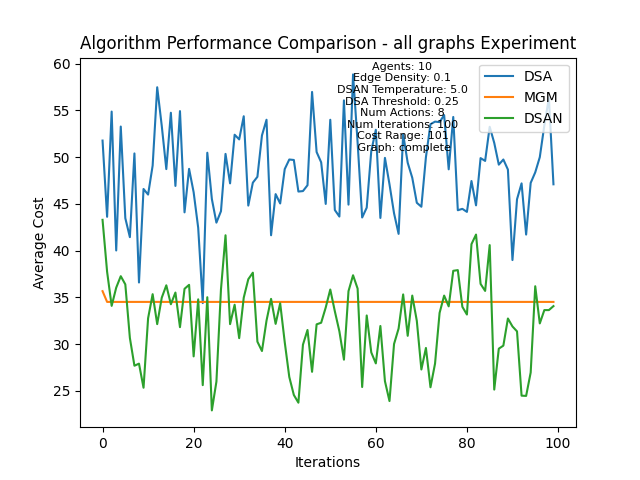 Algorithm Performance Comparison - all graphs Experiment
Agents: 10
Edge Density: 0.1
DSAN Temperature: 5.0
DSA Threshold: 0.25
Num Actions: 8
Num Iterations: 100
Cost Range: 101
Graph: complete
DSA
MGM
DSAN
Average Cost
60
55
50
45
40
35
30
25
0
20
40
60
80
100
Iterations